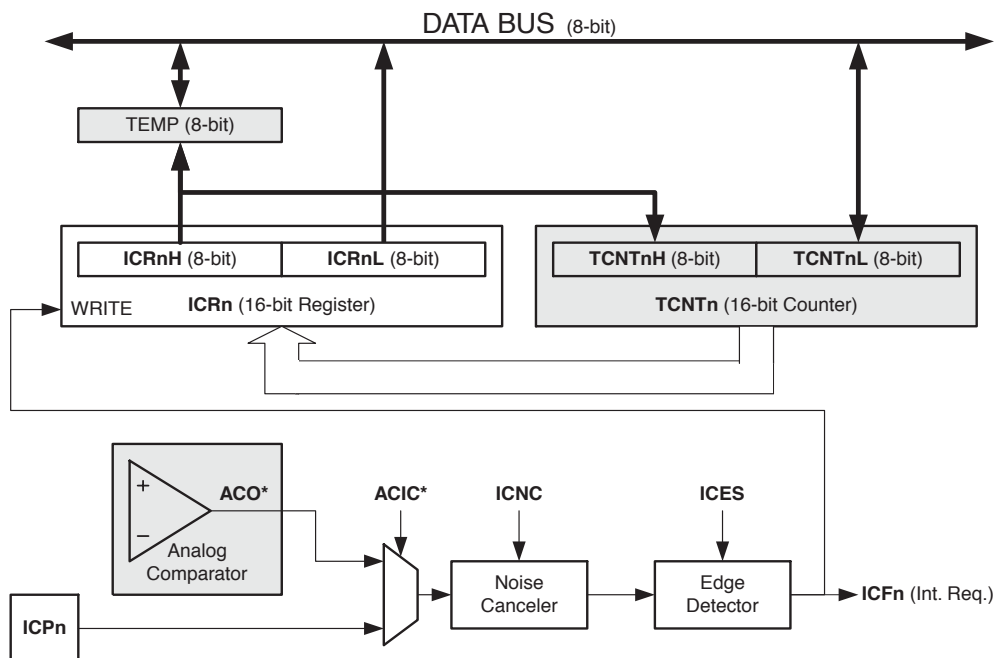 DATA BUS (8-bit)
TEMP (8-bit)
ICRnH (8-bit)
ICRnL (8-bit)
TCNTnH (8-bit)
TCNTnL (8-bit)
WRITE
ICRn (16-bit Register)
TCNTn (16-bit Counter)
+
−
ACO*
Analog
Comparator
ACIC*
ICNC
ICES
Noise
Canceler
Edge
Detector
ICFn (Int. Req.)
ICPn